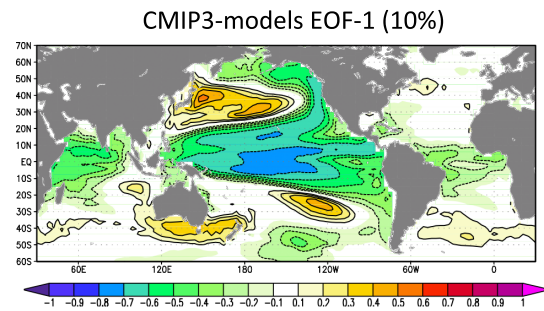 CMIP3-models EOF-1 (10%)
70N
60N
50N
40N
30N
20N
10N
EQ
10S
20S
30S
40S
50S
60S
60E 120E 180 120W 60W 0
-1 -0.9 -0.8 -0.7 -0.6 -0.5 -0.4 -0.3 -0.2 -0.1 0.1 0.2 0.3 0.4 0.5 0.6 0.7 0.8 0.9 1